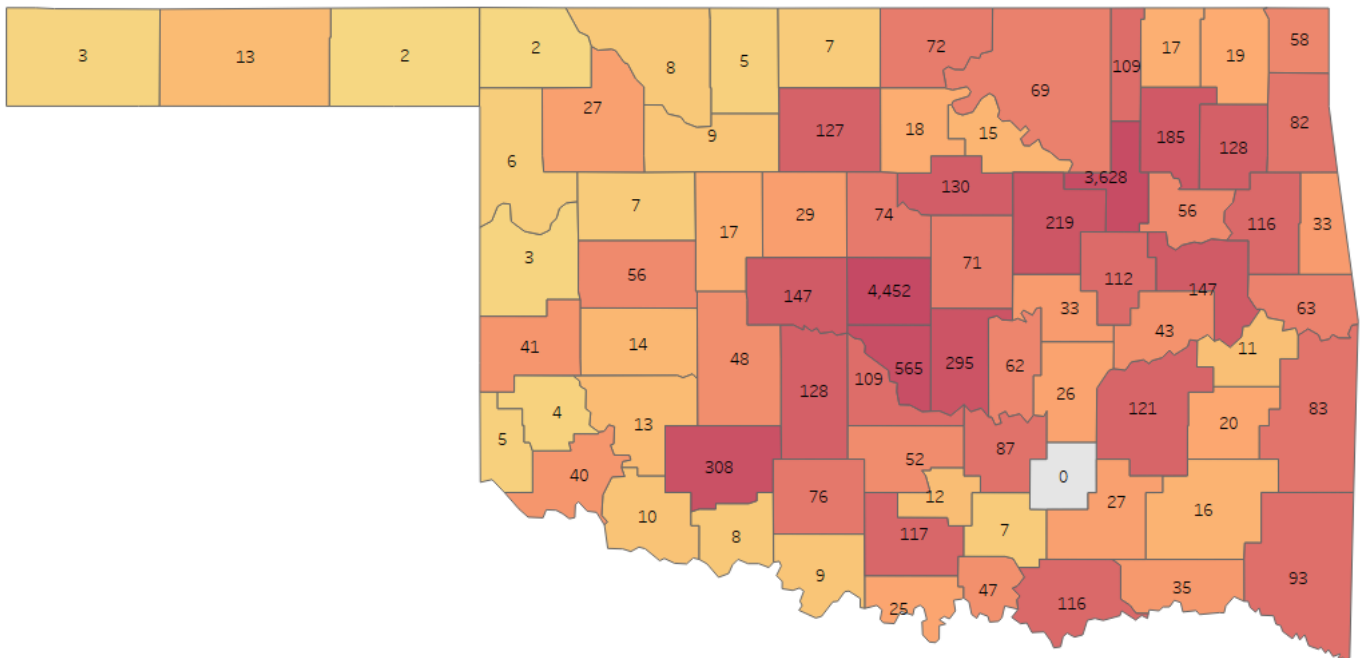 3 13 2 2 8 5 7 72 69 109 17 19 58
27 9 127 18 15 185 128 82
6 130 3,628
7 17 29 74 219 56 116 33
3 56 147 4,452 71 112 147 63
41 14 48 33 43 11
128 109 565 295 62 26 121 83
5 4 13 308 52 87 20
40 76 12 0 27 16
10 8 117 7
9 25 47 116 35 93